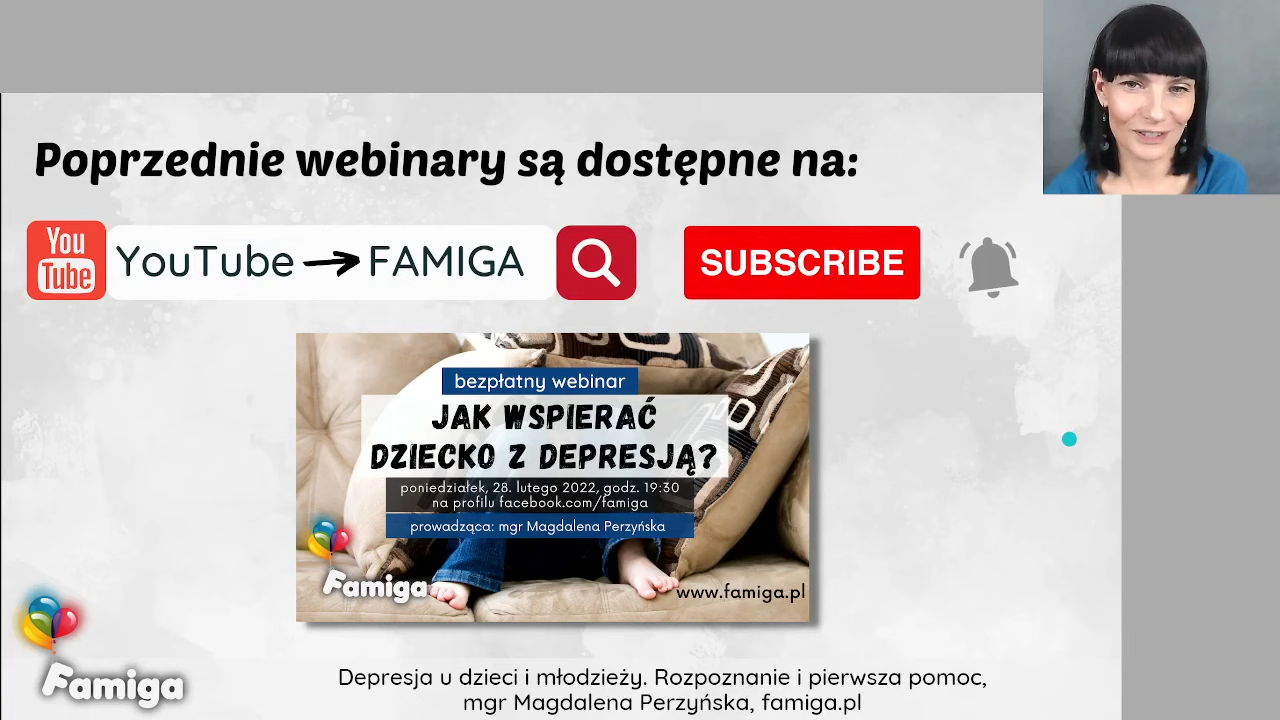 Poprzednie webinary są dostępne na:
You
Tube
YouTube → FAMIGA
SUBSCRIBE
bezpłatny webinar
JAK WSPIERAĆ
DZIECKO Z DEPRESJĄ?
poniedziałek, 28. lutego 2022, godz. 19:30
na profilu facebook.com/famiga
prowadząca: mgr Magdalena Perzyńska
Famiga
www.famiga.pl
Famiga
Depresja u dzieci i młodzieży. Rozpoznanie i pierwsza pomoc,
mgr Magdalena Perzyńska, famiga.pl